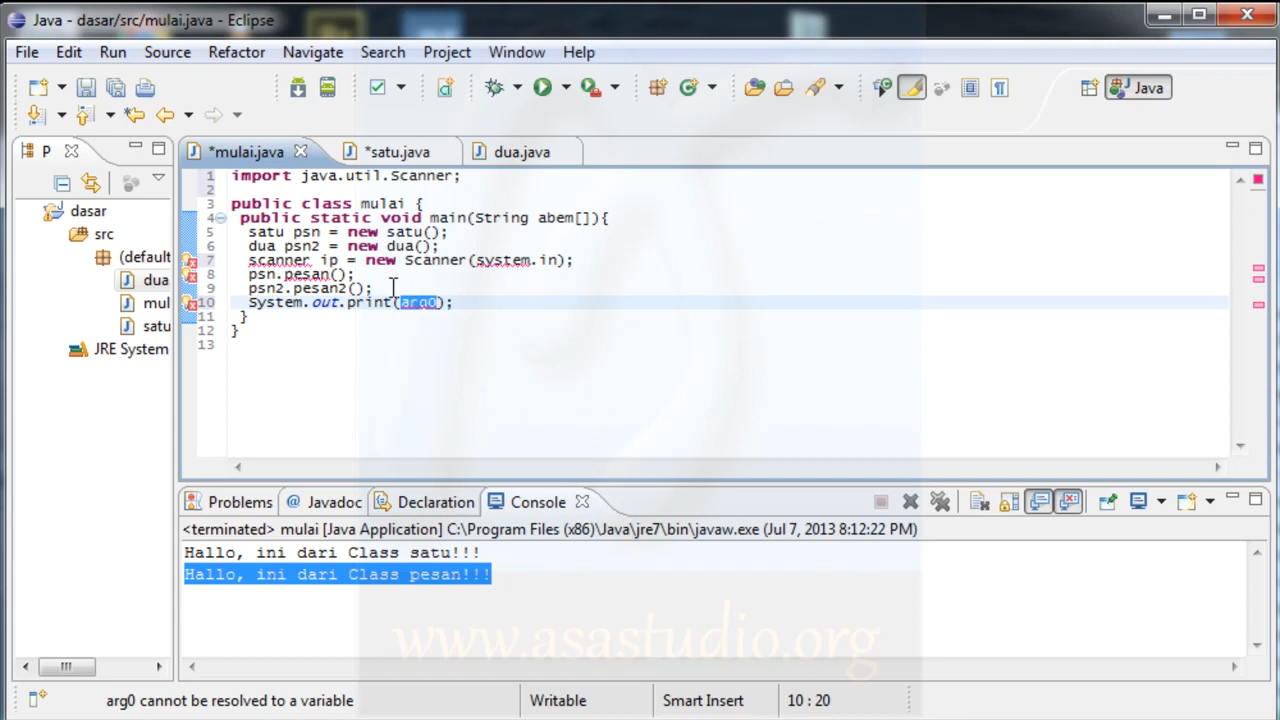 Java - dasar/src/mulai.java - Eclipse
File Edit Run Source Refactor Navigate Search Project Window Help
Java
P
*mulai.java *satu.java dua.java
dasar
src
(default
dua
mul
satu
JRE System
1 import java.util.Scanner;
2
3 public class mulai {
4 public static void main(String abem[]){
5 satu psn = new satu();
6 dua psn2 = new dua();
7 scanner ip = new Scanner(system.in);
8 psn.pesan();
9 psn2.pesan2();
10 System.out.print(arg0);
11 }
12 }
13
Problems @ Javadoc Declaration Console
<terminated> mulai [Java Application] C:\Program Files (x86)\Java\jre7\bin\javaw.exe (Jul 7, 2013 8:12:22 PM)
Hallo, ini dari Class satu!!!
Hallo, ini dari Class pesan!!!
www.asastudio.org
arg0 cannot be resolved to a variable Writable Smart Insert 10 : 20